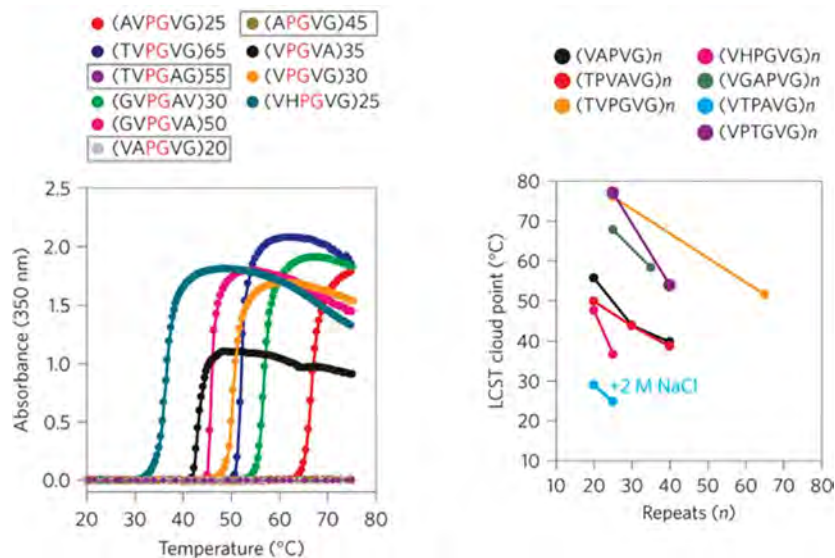 (AVPGVG)25
(TVPGVG)65
(TVPGAG)55
(GVPGAV)30
(GVPGVA)50
(VAPGVG)20
(APGVG)45
(VPGVA)35
(VPGVG)30
(VHPGVG)25
2.5
2.0
1.5
1.0
0.5
0.0
Absorbance (350 nm)
20 30 40 50 60 70 80
Temperature (°C)
(VAPVG)n
(TPVAVG)n
(TVPGVG)n
(VHPGVG)n
(VGAPVG)n
(VTPAVG)n
(VPTGVG)n
80
70
60
50
40
30
20
10
LCST cloud point (°C)
+2 M NaCl
10 20 30 40 50 60 70 80
Repeats (n)